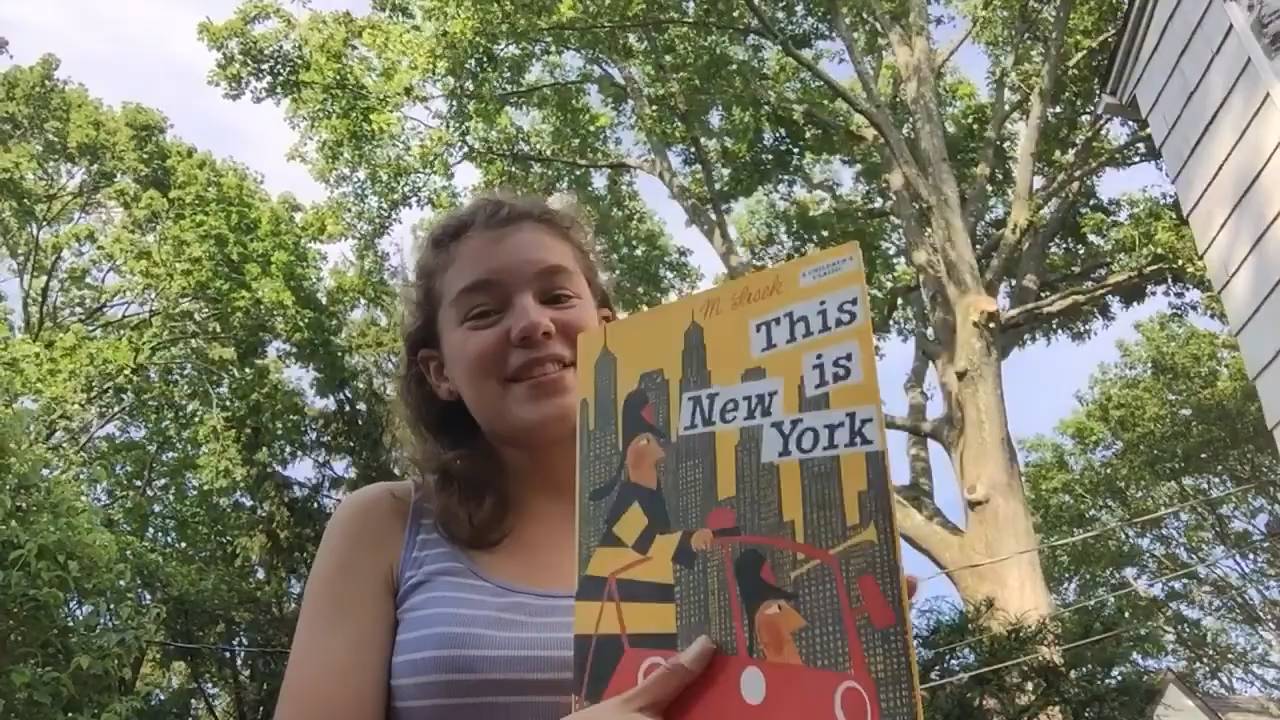 M. Sasek
A CHILDREN'S
CLASSIC
This
is
New
York